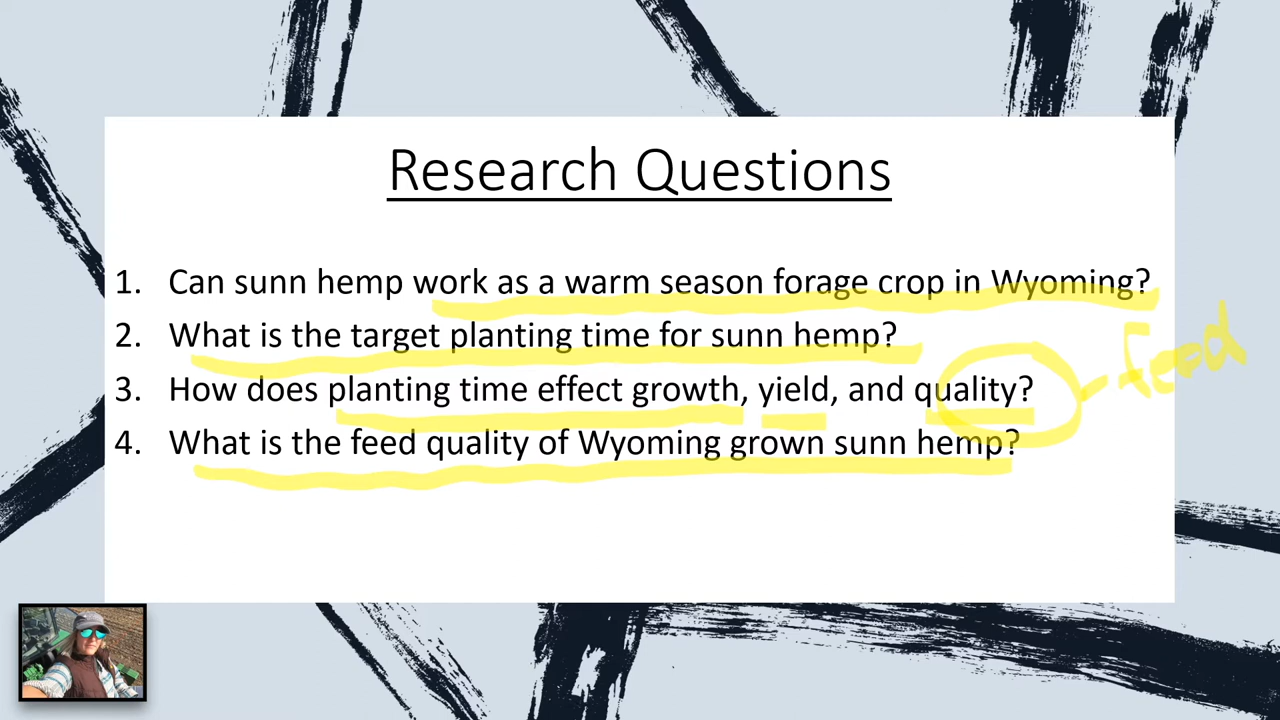 Research Questions
1. Can sunn hemp work as a warm season forage crop in Wyoming?
2. What is the target planting time for sunn hemp?
3. How does planting time effect growth, yield, and quality?
feed
4. What is the feed quality of Wyoming grown sunn hemp?